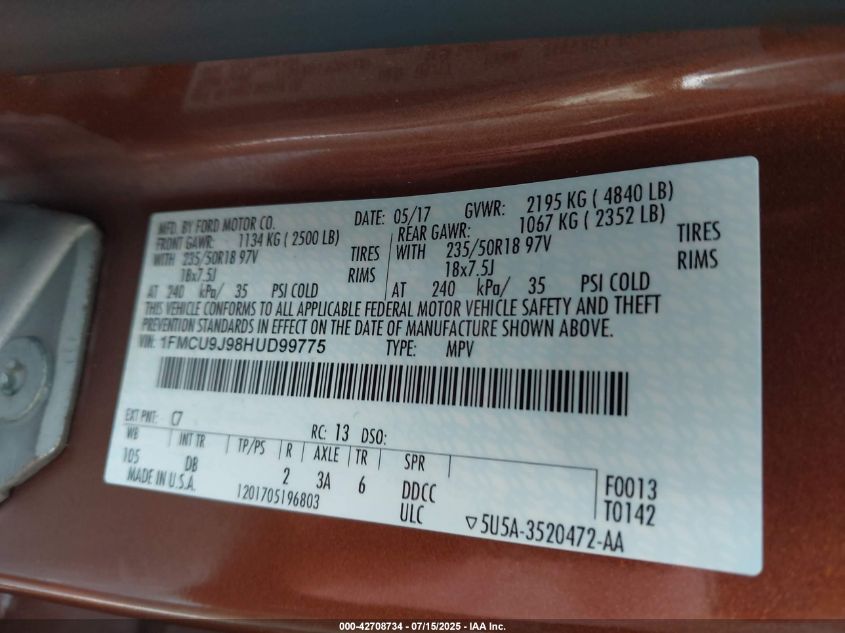 MFD. BY FORD MOTOR CO. DATE: 05/17 GVWR: 2195 KG ( 4840 LB)
FRONT GAWR: 1134 KG ( 2500 LB) REAR GAWR: 1067 KG ( 2352 LB)
WITH 235/50R18 97V TIRES WITH 235/50R18 97V TIRES
18x7.5J RIMS 18x7.5J RIMS
AT 240 kPa/ 35 PSI COLD AT 240 kPa/ 35 PSI COLD
THIS VEHICLE CONFORMS TO ALL APPLICABLE FEDERAL MOTOR VEHICLE SAFETY AND THEFT
PREVENTION STANDARDS IN EFFECT ON THE DATE OF MANUFACTURE SHOWN ABOVE.
VIN: 1FMCU9J98HUD99775 TYPE: MPV
EXT PNT: C7 RC: 13 DSO:
WB INT TR TP/PS R AXLE TR SPR
105 DB 2 3A 6 DDCC F0013
MADE IN U.S.A. 1201705196803 ULC T0142
▽5U5A-3520472-AA
000-42708734 - 07/15/2025 - IAA Inc.